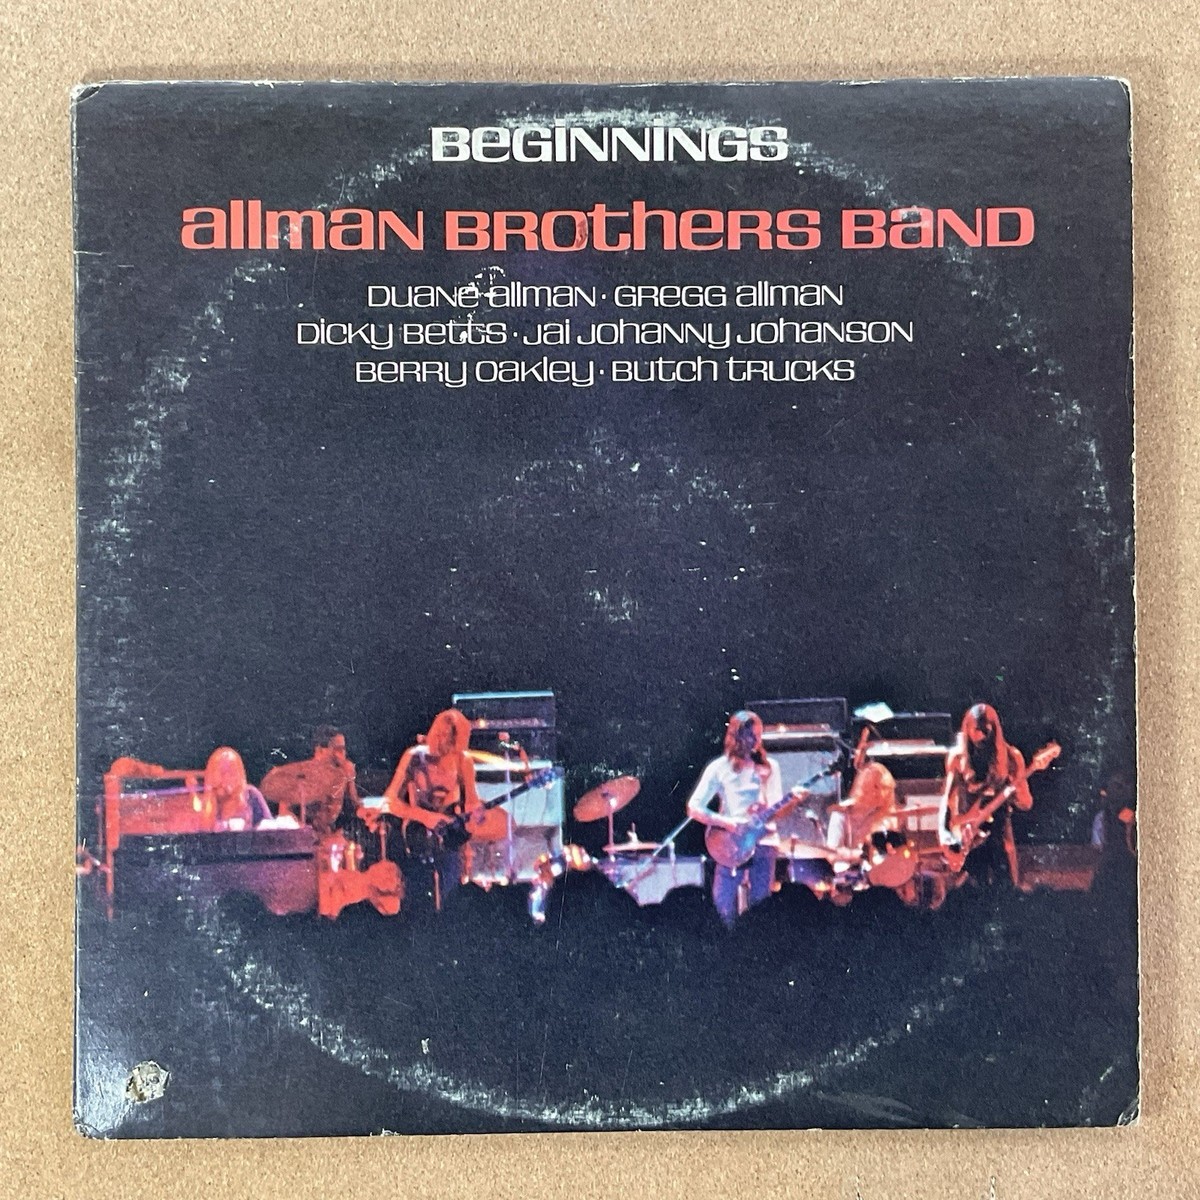 BEGiNNiNGS
allmaN BROthERS BaND
DUaNE allmaN · GREGG allmaN
DicKy BEttS · Jai JohaNNy JohaNSON
BERRy OaklEy · BUtch tRUcKS